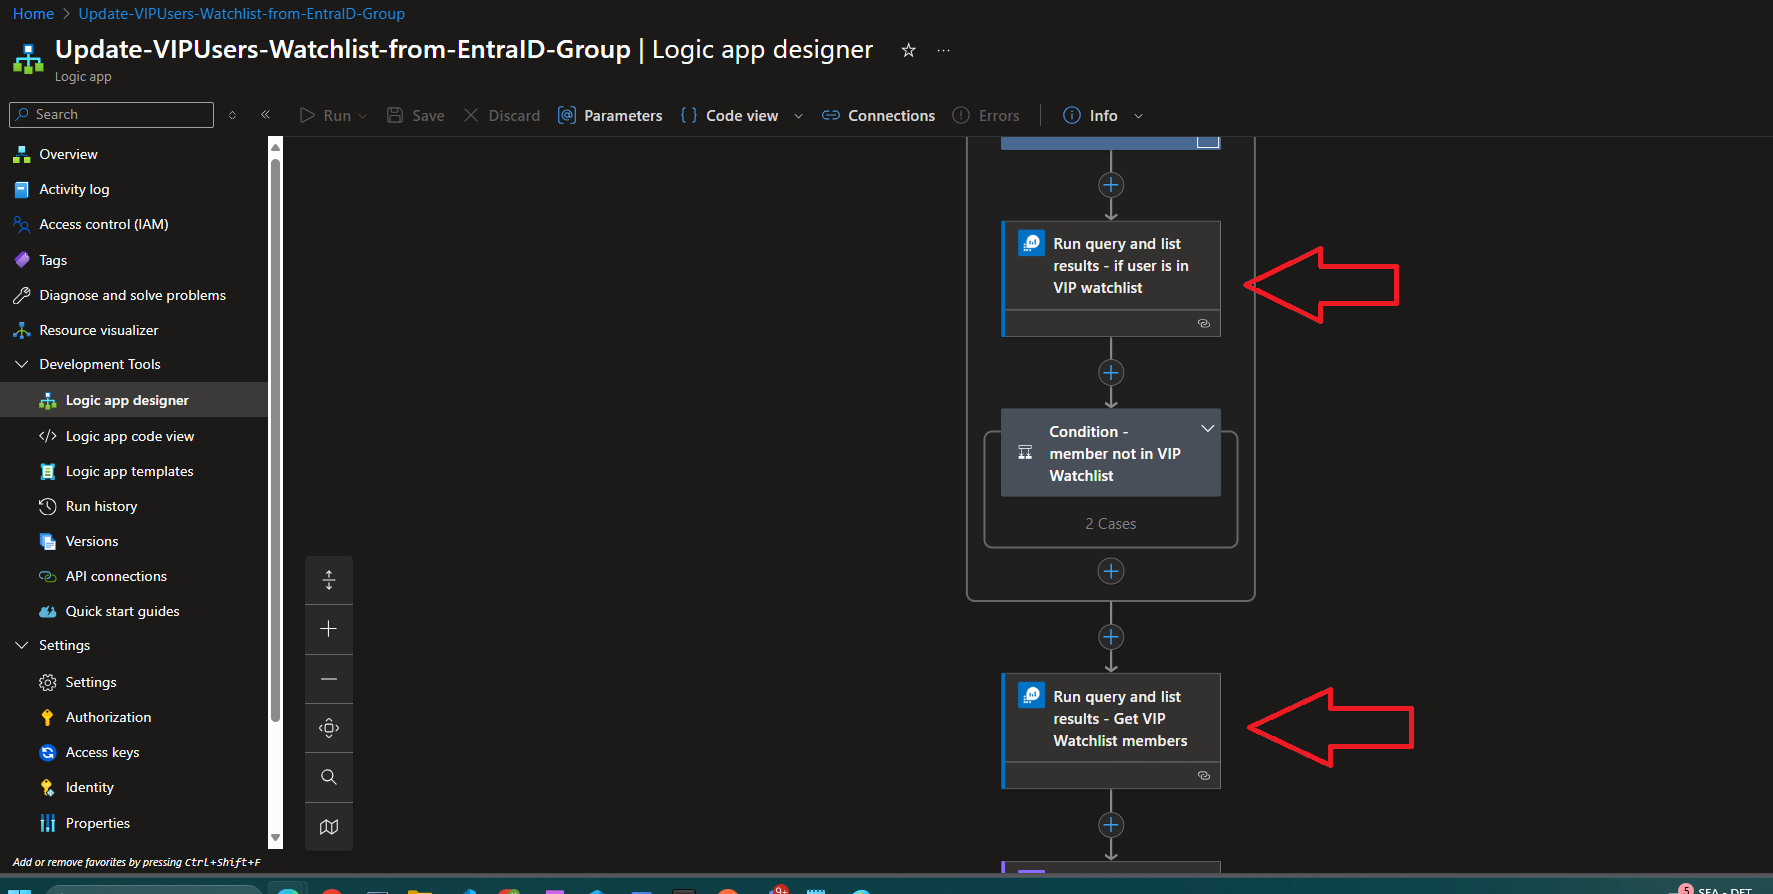 Home > Update-VIPUsers-Watchlist-from-EntraID-Group
Update-VIPUsers-Watchlist-from-EntraID-Group | Logic app designer
Logic app
Search
Run
Save
Discard
Parameters
Code view
Connections
Errors
Info
Overview
Activity log
Access control (IAM)
Tags
Diagnose and solve problems
Resource visualizer
Development Tools
Logic app designer
Logic app code view
Logic app templates
Run history
Versions
API connections
Quick start guides
Settings
Settings
Authorization
Access keys
Identity
Properties
Add or remove favorites by pressing Ctrl+Shift+F
Run query and list
results - if user is in
VIP watchlist
Condition -
member not in VIP
Watchlist
2 Cases
Run query and list
results - Get VIP
Watchlist members
9+
5
SEA - DET